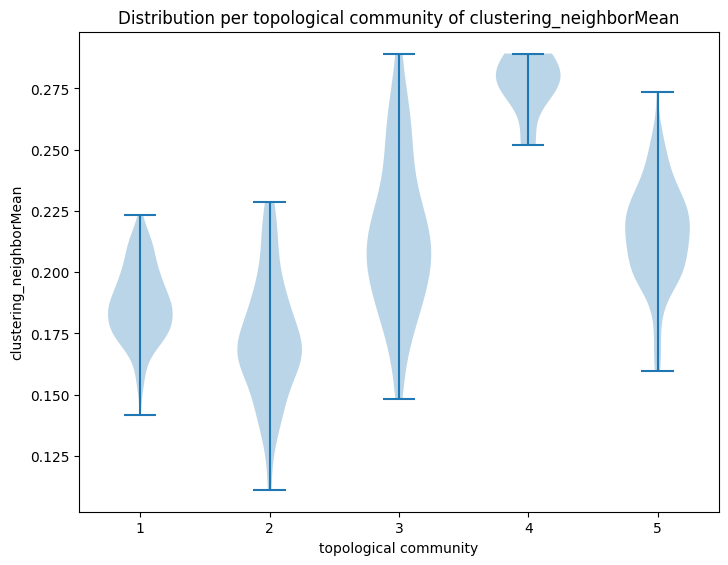 Distribution per topological community of clustering_neighborMean
0.275
0.250
0.225
0.200
0.175
0.150
0.125
clustering_neighborMean
1 2 3 4 5
topological community